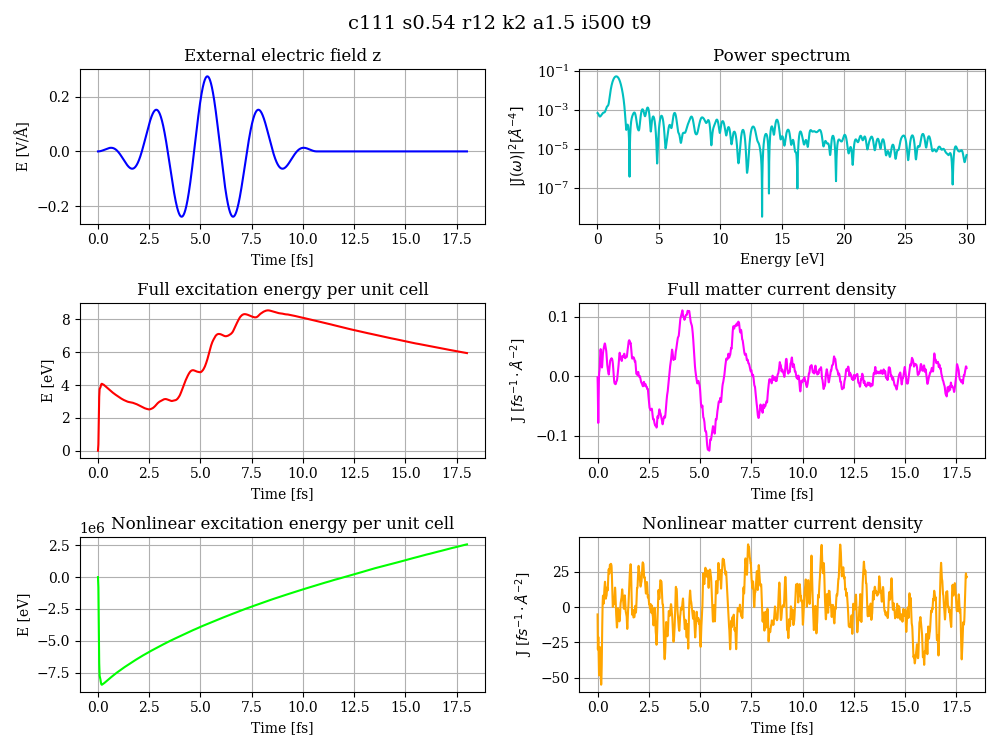 c111 s0.54 r12 k2 a1.5 i500 t9
External electric field z
E [V/Å]
0.2
0.0
−0.2
0.0 2.5 5.0 7.5 10.0 12.5 15.0 17.5
Time [fs]
Power spectrum
|J(ω)|²[Å⁻⁴]
10⁻¹
10⁻³
10⁻⁵
10⁻⁷
0 5 10 15 20 25 30
Energy [eV]
Full excitation energy per unit cell
E [eV]
8
6
4
2
0
0.0 2.5 5.0 7.5 10.0 12.5 15.0 17.5
Time [fs]
Full matter current density
J [fs⁻¹ · Å⁻²]
0.1
0.0
−0.1
0.0 2.5 5.0 7.5 10.0 12.5 15.0 17.5
Time [fs]
Nonlinear excitation energy per unit cell
1e6
E [eV]
2.5
0.0
−2.5
−5.0
−7.5
0.0 2.5 5.0 7.5 10.0 12.5 15.0 17.5
Time [fs]
Nonlinear matter current density
J [fs⁻¹ · Å⁻²]
25
0
−25
−50
0.0 2.5 5.0 7.5 10.0 12.5 15.0 17.5
Time [fs]